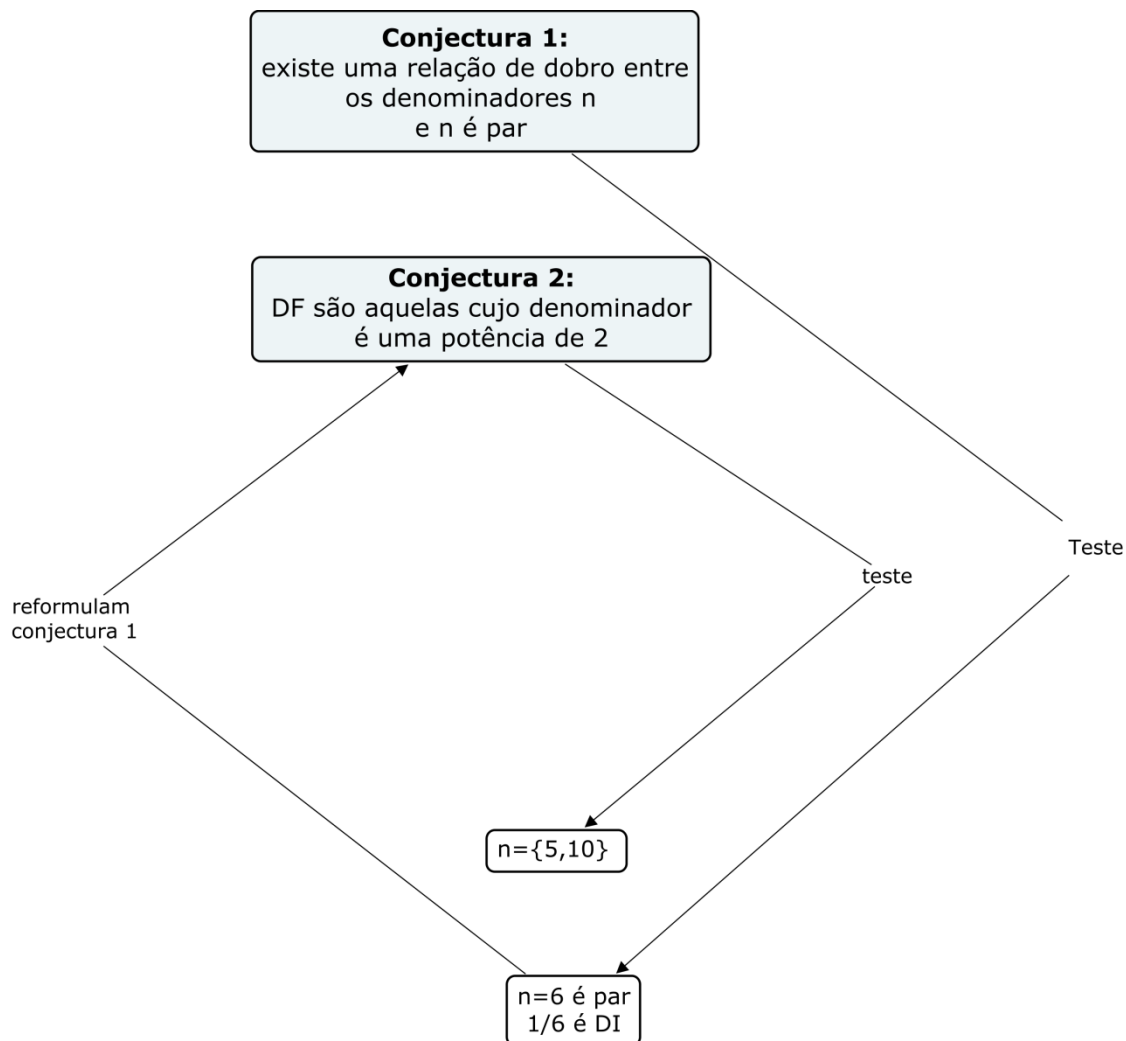 Conjectura 1:
existe uma relação de dobro entre
os denominadores n
e n é par
Conjectura 2:
DF são aquelas cujo denominador
é uma potência de 2
Teste
teste
reformulam
conjectura 1
n={5,10}
n=6 é par
1/6 é DI